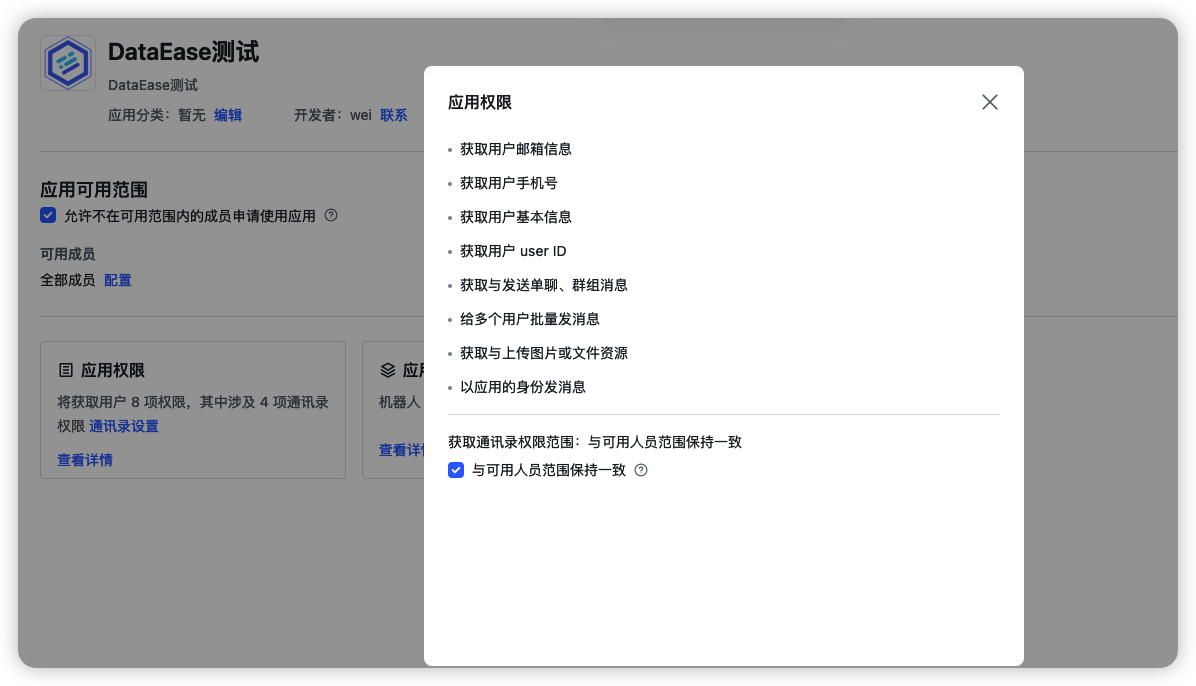 DataEase测试
DataEase测试
应用分类：暂无 编辑 开发者：wei 联系
应用可用范围
允许不在可用范围内的成员申请使用应用
可用成员
全部成员 配置
应用权限
将获取用户 8 项权限，其中涉及 4 项通讯录
权限 通讯录设置
查看详情
机器人
查看详
应用权限
获取用户邮箱信息
获取用户手机号
获取用户基本信息
获取用户 user ID
获取与发送单聊、群组消息
给多个用户批量发消息
获取与上传图片或文件资源
以应用的身份发消息
获取通讯录权限范围：与可用人员范围保持一致
与可用人员范围保持一致